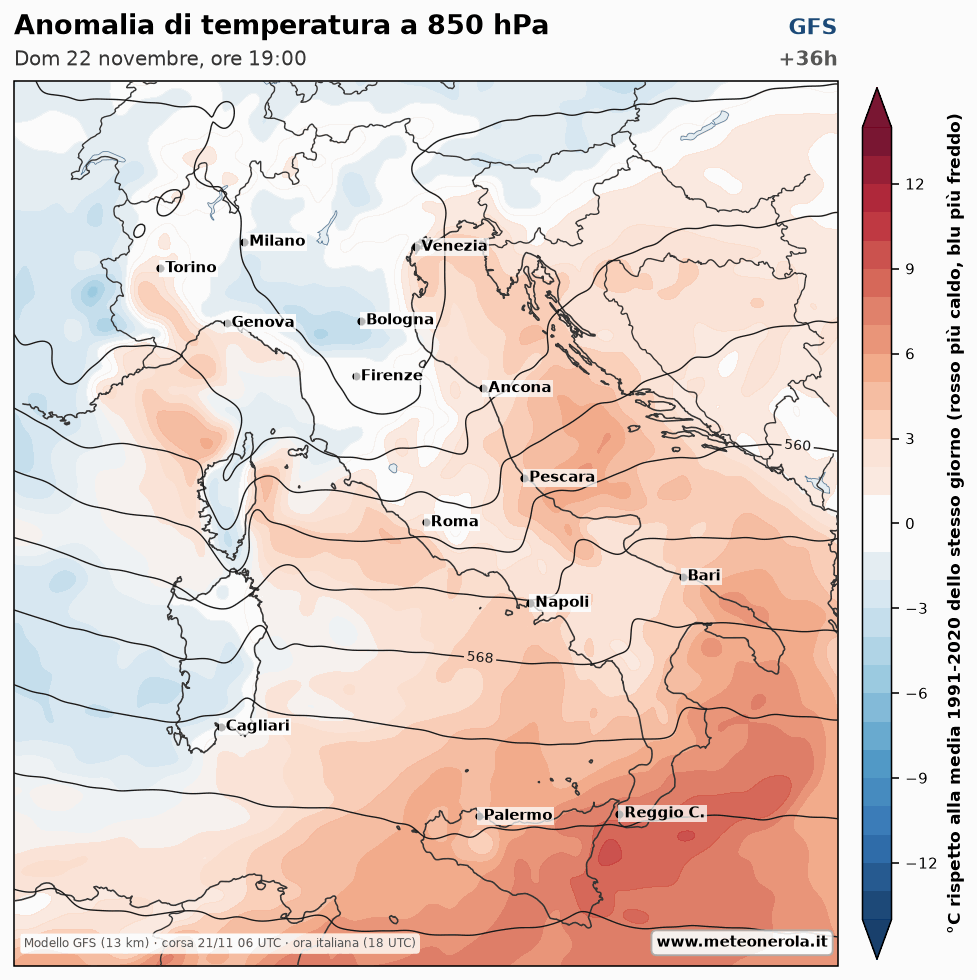 Anomalia di temperatura a 850 hPa
GFS
Dom 22 novembre, ore 19:00
+36h
Milano
Venezia
Torino
Genova
Bologna
Firenze
Ancona
560
Pescara
Roma
Bari
Napoli
568
Cagliari
Palermo
Reggio C.
Modello GFS (13 km) · corsa 21/11 06 UTC · ora italiana (18 UTC)
www.meteonerola.it
12
9
6
3
0
−3
−6
−9
−12
°C rispetto alla media 1991-2020 dello stesso giorno (rosso più caldo, blu più freddo)